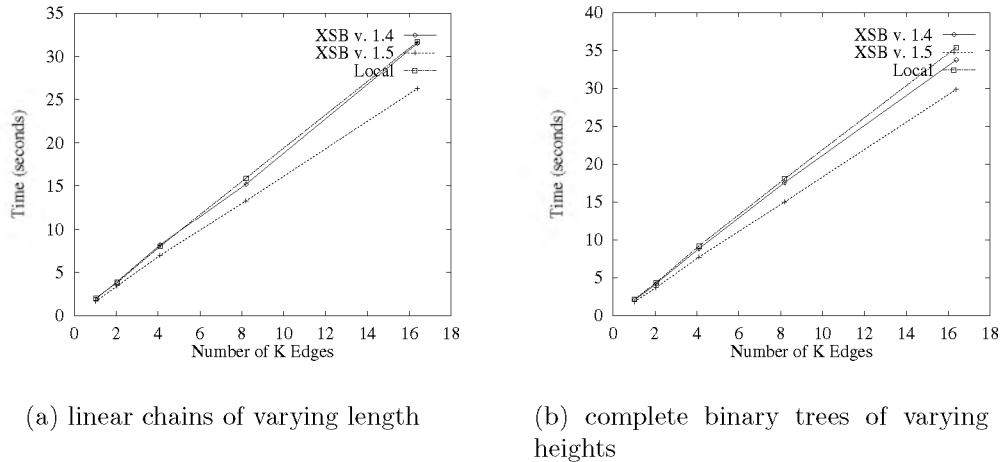 35
30
25
20
15
10
5
0
Time (seconds)
XSB v. 1.4
XSB v. 1.5
Local
0 2 4 6 8 10 12 14 16 18
Number of K Edges
(a) linear chains of varying length
40
35
30
25
20
15
10
5
0
Time (seconds)
XSB v. 1.4
XSB v. 1.5
Local
0 2 4 6 8 10 12 14 16 18
Number of K Edges
(b) complete binary trees of varying
heights